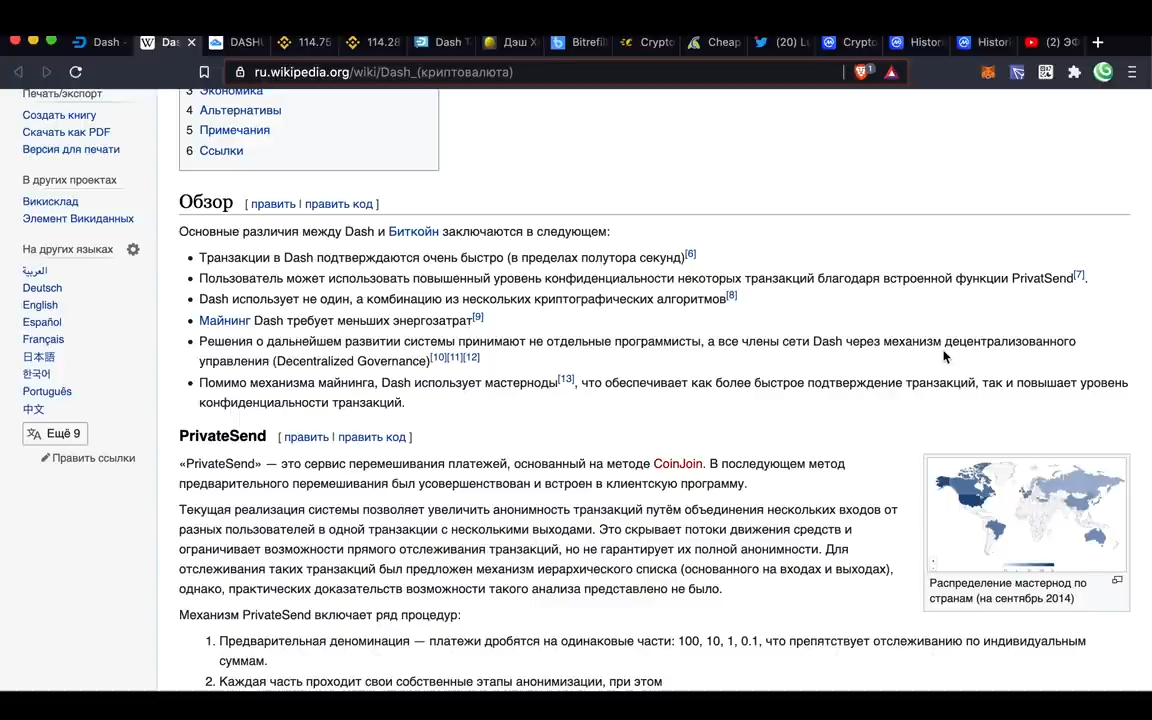 Dash
Das
DASHU
114.75
114.28
Dash T
Дэш X
Bitrefil
Crypto
Cheap
(20) L
Crypto
Histor
Histori
(2) ЭФ
ru.wikipedia.org/wiki/Dash_(криптовалюта)
1
Печать/экспорт
Создать книгу
Скачать как PDF
Версия для печати
В других проектах
Викисклад
Элемент Викиданных
На других языках
العربية
Deutsch
English
Español
Français
日本語
한국어
Português
中文
Ещё 9
Править ссылки
3 Экономика
4 Альтернативы
5 Примечания
6 Ссылки
Обзор [ править | править код ]
Основные различия между Dash и Биткойн заключаются в следующем:
• Транзакции в Dash подтверждаются очень быстро (в пределах полутора секунд)[6]
• Пользователь может использовать повышенный уровень конфиденциальности некоторых транзакций благодаря встроенной функции PrivatSend[7].
• Dash использует не один, а комбинацию из нескольких криптографических алгоритмов[8]
• Майнинг Dash требует меньших энергозатрат[9]
• Решения о дальнейшем развитии системы принимают не отдельные программисты, а все члены сети Dash через механизм децентрализованного
управления (Decentralized Governance)[10][11][12]
• Помимо механизма майнинга, Dash использует мастерноды[13], что обеспечивает как более быстрое подтверждение транзакций, так и повышает уровень
конфиденциальности транзакций.
PrivateSend [ править | править код ]
«PrivateSend» — это сервис перемешивания платежей, основанный на методе CoinJoin. В последующем метод
предварительного перемешивания был усовершенствован и встроен в клиентскую программу.
Текущая реализация системы позволяет увеличить анонимность транзакций путём объединения нескольких входов от
разных пользователей в одной транзакции с несколькими выходами. Это скрывает потоки движения средств и
ограничивает возможности прямого отслеживания транзакций, но не гарантирует их полной анонимности. Для
отслеживания таких транзакций был предложен механизм иерархического списка (основанного на входах и выходах),
однако, практических доказательств возможности такого анализа представлено не было.
Механизм PrivateSend включает ряд процедур:
1. Предварительная деноминация — платежи дробятся на одинаковые части: 100, 10, 1, 0.1, что препятствует отслеживанию по индивидуальным
суммам.
2. Каждая часть проходит свои собственные этапы анонимизации, при этом
Распределение мастернод по
странам (на сентябрь 2014)